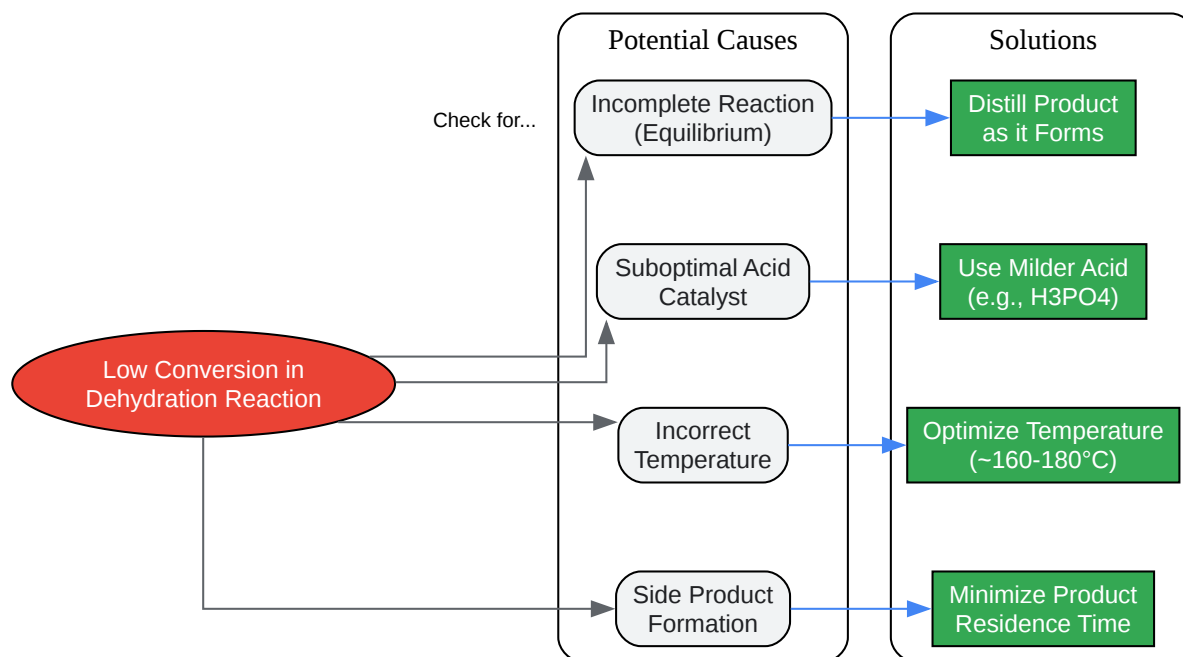 Potential Causes
Solutions
Check for...
Incomplete Reaction
(Equilibrium)
Distill Product
as it Forms
Suboptimal Acid
Catalyst
Use Milder Acid
(e.g., H3PO4)
Low Conversion in
Dehydration Reaction
Incorrect
Temperature
Optimize Temperature
(~160-180°C)
Side Product
Formation
Minimize Product
Residence Time